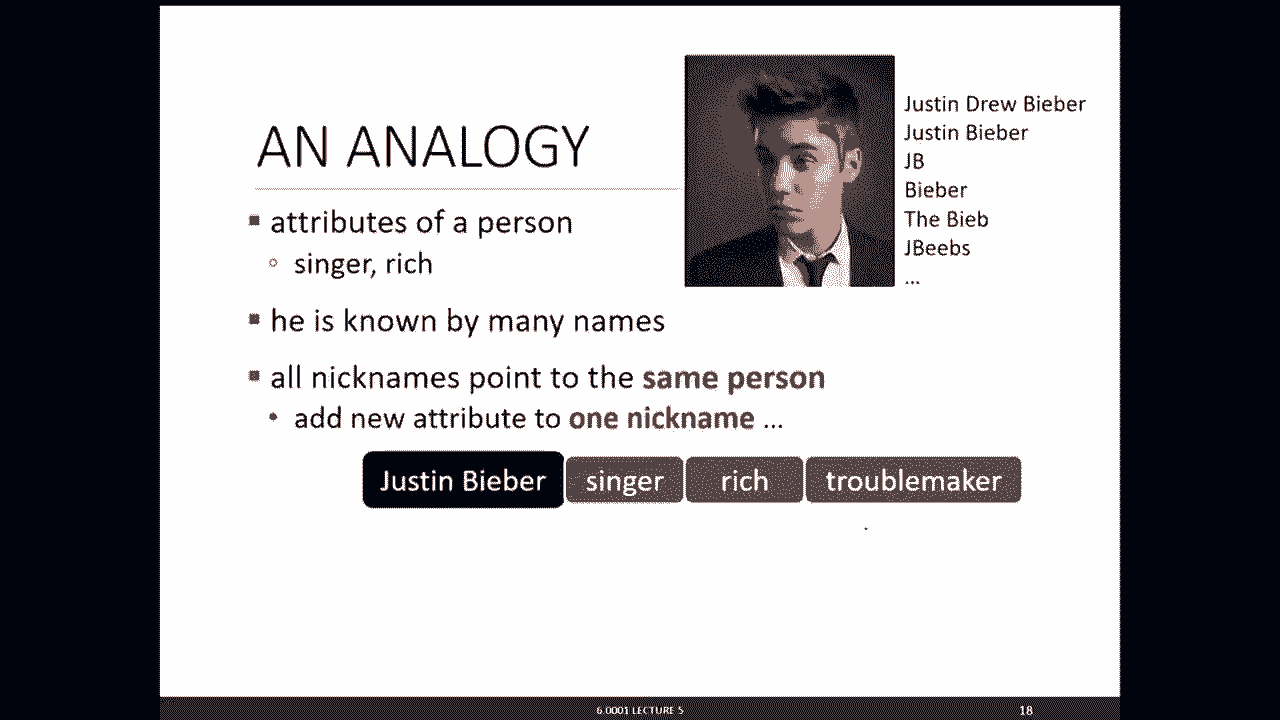 AN ANALOGY
Justin Drew Bieber
Justin Bieber
JB
Bieber
The Bieb
JBeebs
...
attributes of a person
singer, rich
he is known by many names
all nicknames point to the same person
add new attribute to one nickname ...
Justin Bieber singer rich troublemaker
6.0001 LECTURE 5
18